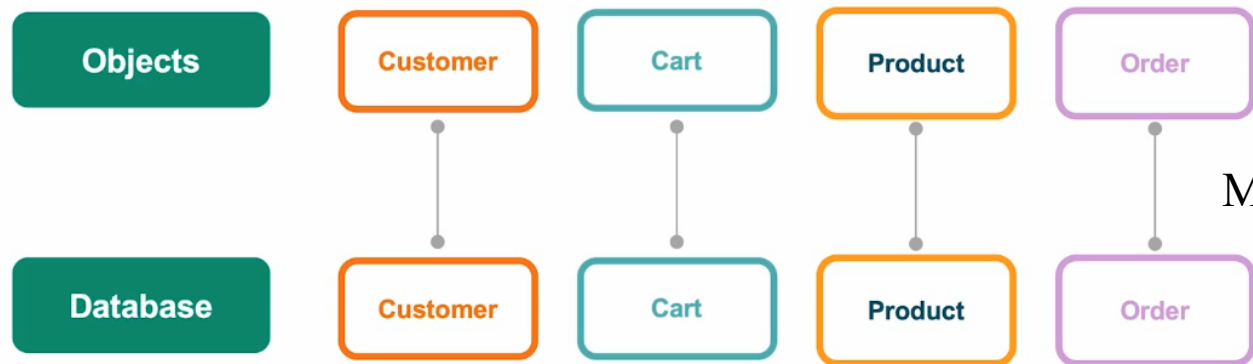 Objects Customer Cart Product Order
M
Database Customer Cart Product Order